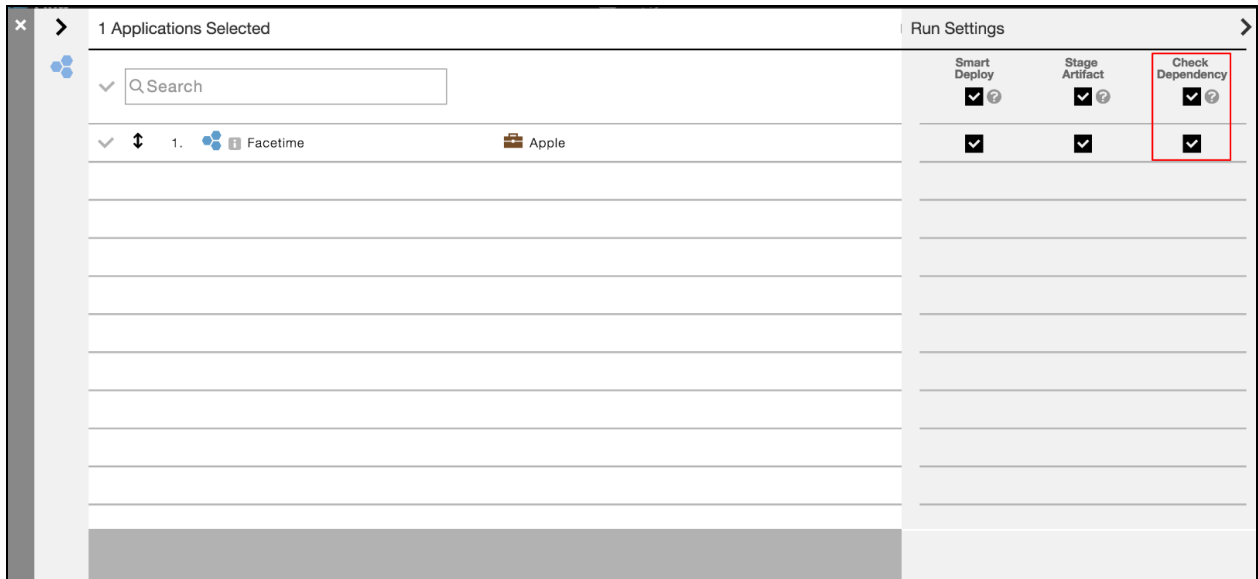 1 Applications Selected
Run Settings
Smart
Deploy
Stage
Artifact
Check
Dependency
Search
1. Facetime Apple